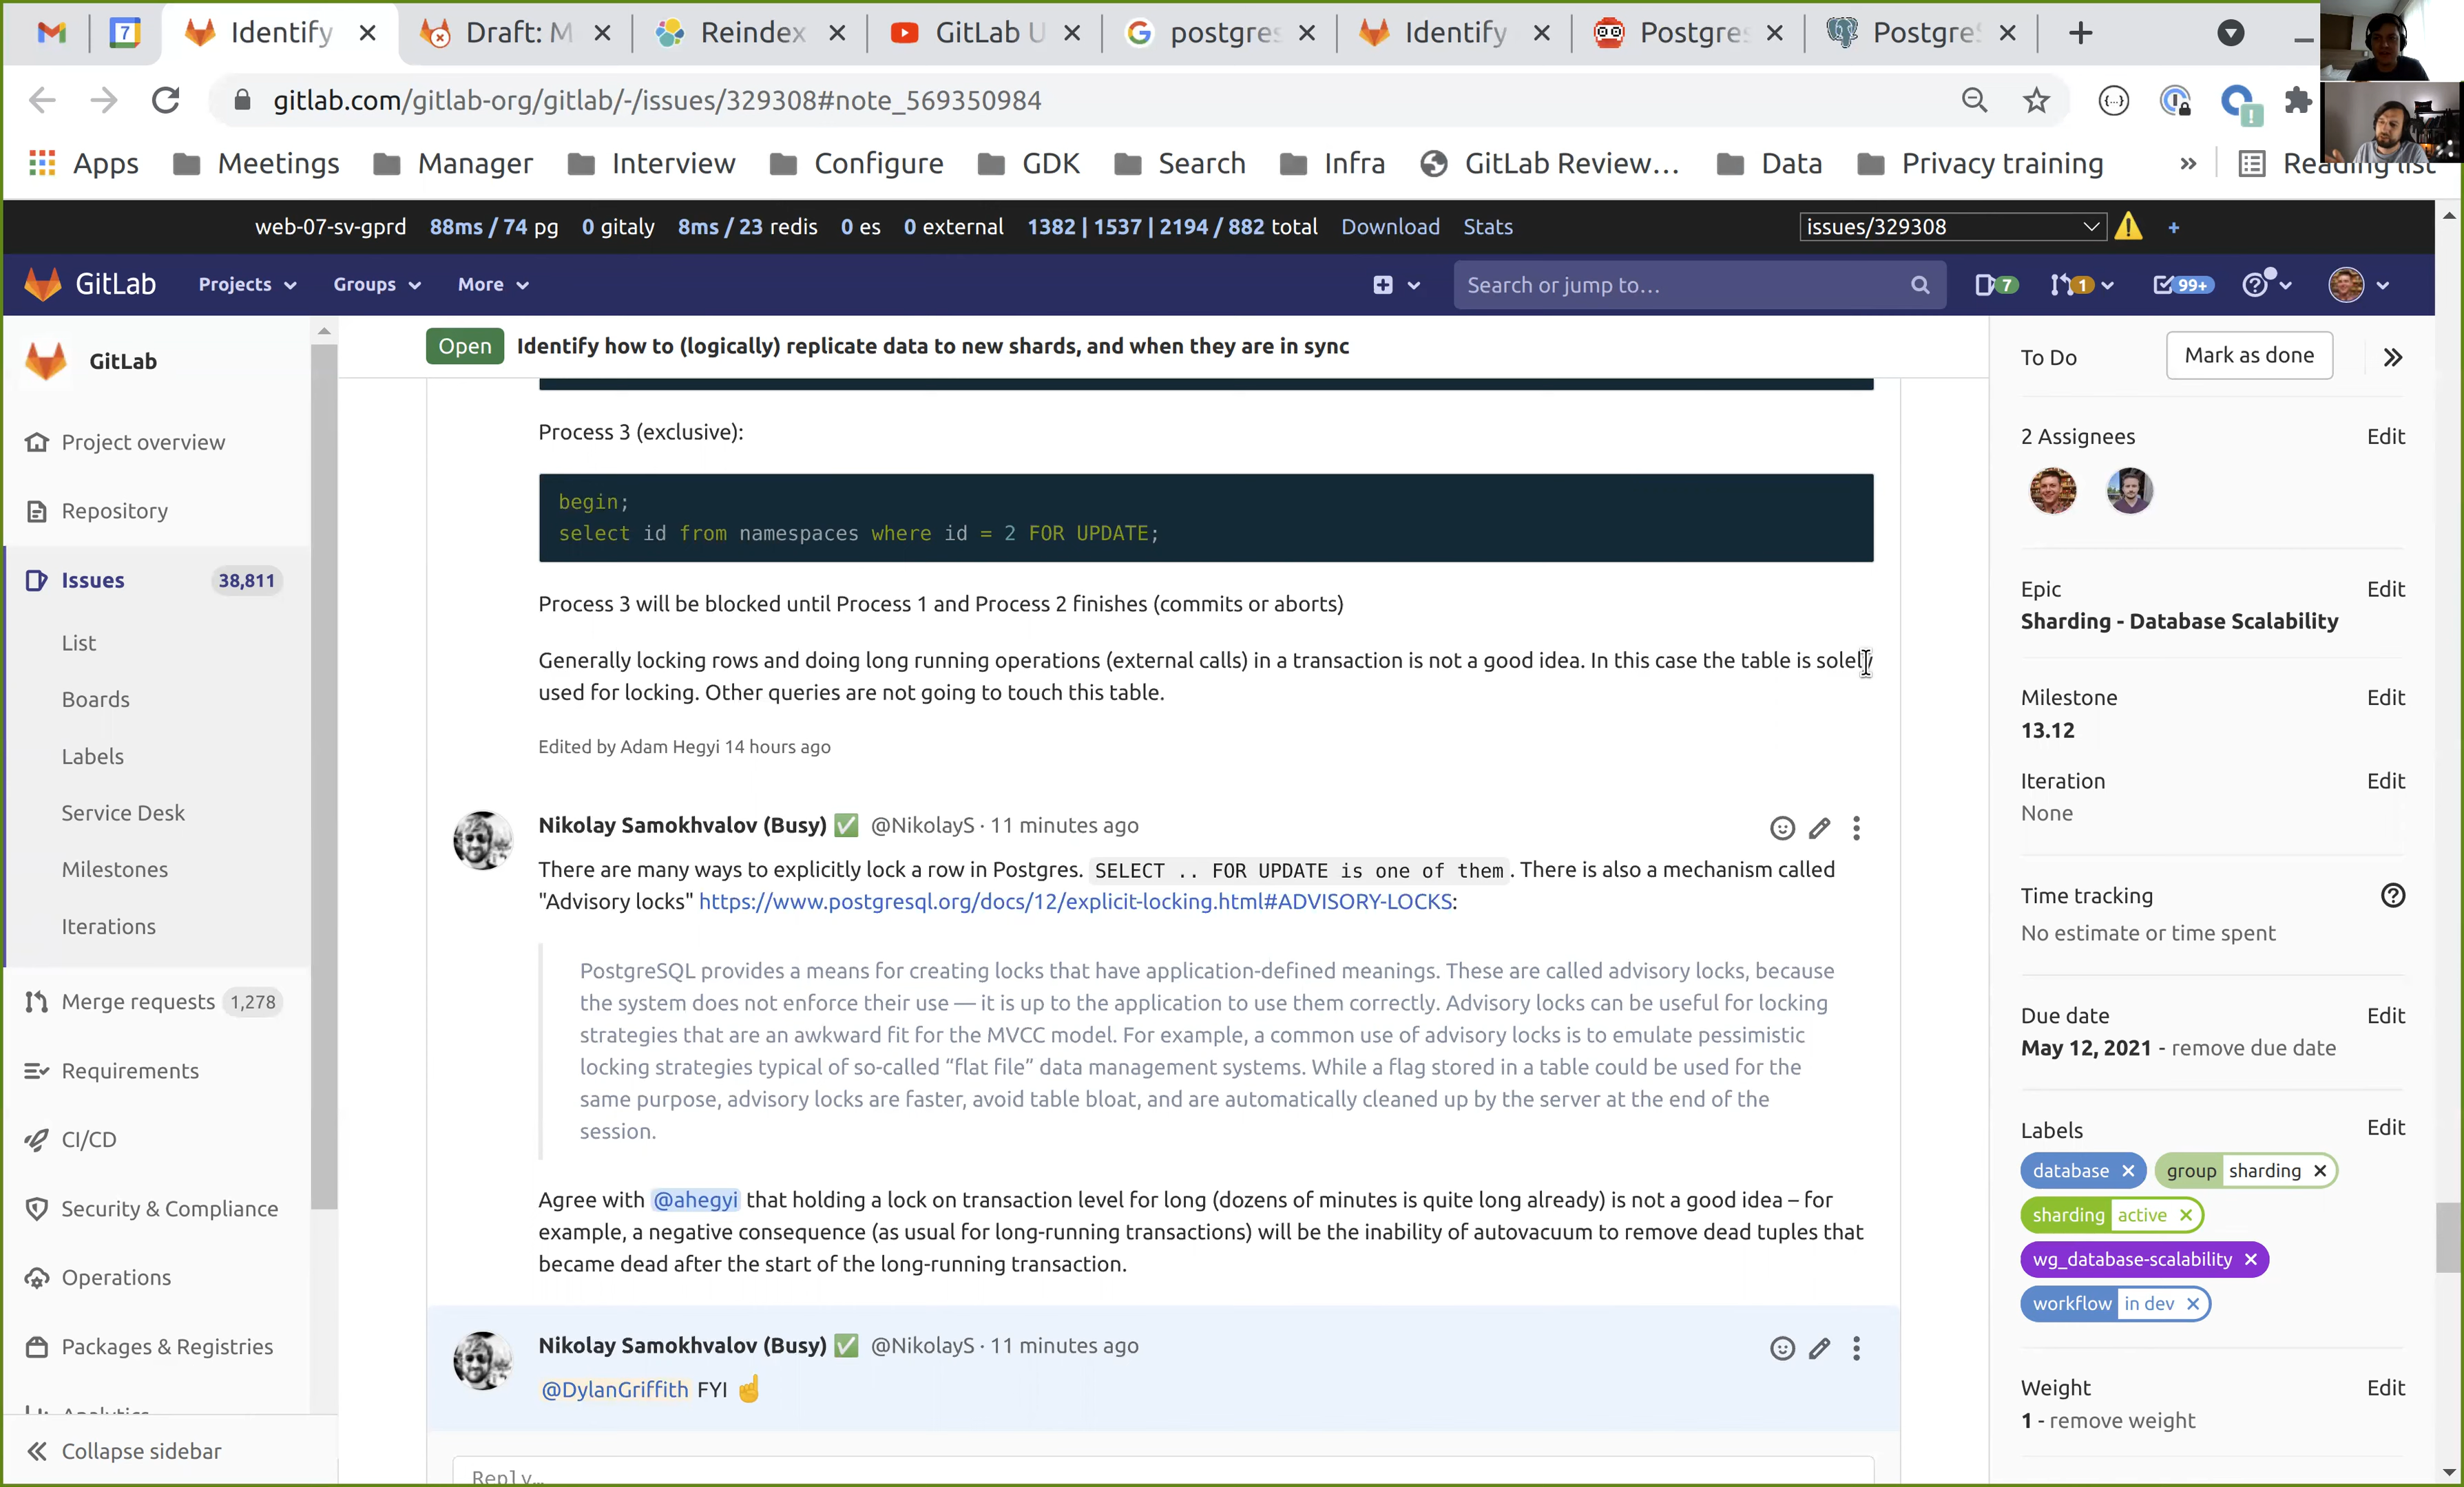 7
Identify
Draft: M
Reindex
GitLab U
postgres
Identify
Postgre
Postgre
gitlab.com/gitlab-org/gitlab/-/issues/329308#note_569350984
Apps Meetings Manager Interview Configure GDK Search Infra GitLab Review… Data Privacy training » Reading list
web-07-sv-gprd 88ms / 74 pg 0 gitaly 8ms / 23 redis 0 es 0 external 1382 | 1537 | 2194 / 882 total Download Stats issues/329308 +
GitLab Projects Groups More Search or jump to… 7 1 99+
GitLab
Project overview
Repository
Issues 38,811
List
Boards
Labels
Service Desk
Milestones
Iterations
Merge requests 1,278
Requirements
CI/CD
Security & Compliance
Operations
Packages & Registries
Analytics
Collapse sidebar
Open Identify how to (logically) replicate data to new shards, and when they are in sync
Process 3 (exclusive):
begin;
select id from namespaces where id = 2 FOR UPDATE;
Process 3 will be blocked until Process 1 and Process 2 finishes (commits or aborts)
Generally locking rows and doing long running operations (external calls) in a transaction is not a good idea. In this case the table is solely
used for locking. Other queries are not going to touch this table.
Edited by Adam Hegyi 14 hours ago
Nikolay Samokhvalov (Busy) ✅ @NikolayS · 11 minutes ago
There are many ways to explicitly lock a row in Postgres. SELECT .. FOR UPDATE is one of them. There is also a mechanism called
"Advisory locks" https://www.postgresql.org/docs/12/explicit-locking.html#ADVISORY-LOCKS:
PostgreSQL provides a means for creating locks that have application-defined meanings. These are called advisory locks, because
the system does not enforce their use — it is up to the application to use them correctly. Advisory locks can be useful for locking
strategies that are an awkward fit for the MVCC model. For example, a common use of advisory locks is to emulate pessimistic
locking strategies typical of so-called “flat file” data management systems. While a flag stored in a table could be used for the
same purpose, advisory locks are faster, avoid table bloat, and are automatically cleaned up by the server at the end of the
session.
Agree with @ahegyi that holding a lock on transaction level for long (dozens of minutes is quite long already) is not a good idea – for
example, a negative consequence (as usual for long-running transactions) will be the inability of autovacuum to remove dead tuples that
became dead after the start of the long-running transaction.
Nikolay Samokhvalov (Busy) ✅ @NikolayS · 11 minutes ago
@DylanGriffith FYI ☝
Reply…
To Do Mark as done
2 Assignees Edit
Epic Edit
Sharding - Database Scalability
Milestone Edit
13.12
Iteration Edit
None
Time tracking
No estimate or time spent
Due date Edit
May 12, 2021 - remove due date
Labels Edit
database group sharding
sharding active
wg_database-scalability
workflow in dev
Weight Edit
1 - remove weight